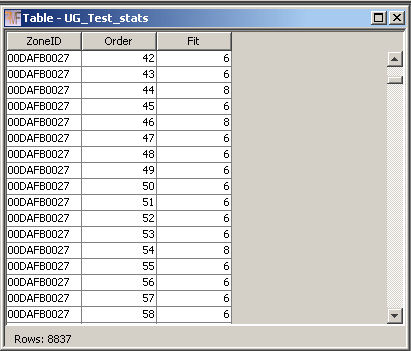 Table - UG_Test_stats
ZoneID Order Fit
00DAFB0027 42 6
00DAFB0027 43 6
00DAFB0027 44 8
00DAFB0027 45 6
00DAFB0027 46 8
00DAFB0027 47 6
00DAFB0027 48 6
00DAFB0027 49 6
00DAFB0027 50 6
00DAFB0027 51 6
00DAFB0027 52 6
00DAFB0027 53 6
00DAFB0027 54 8
00DAFB0027 55 6
00DAFB0027 56 6
00DAFB0027 57 6
00DAFB0027 58 6
Rows: 8837